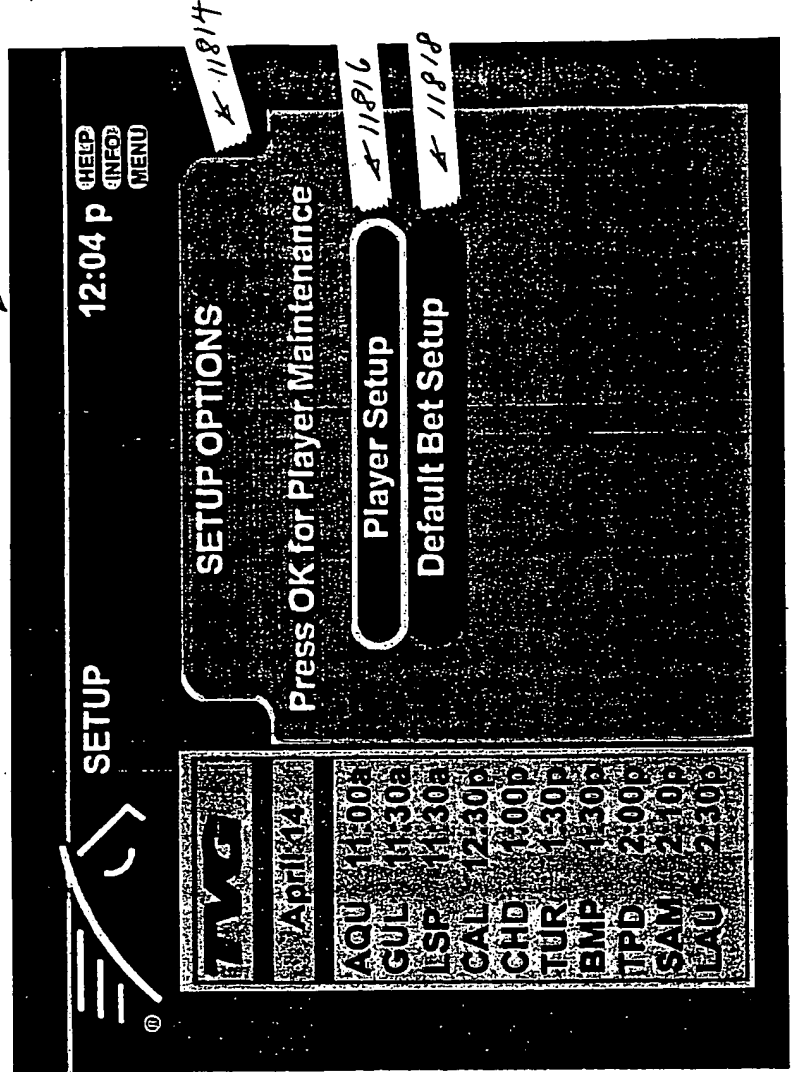 SETUP
12:04 p
HELP
INFO
MENU
TVG
April 14
AQU 11:00a
GUL 11:30a
LSP 11:30a
CAL 12:30p
CHD 1:00p
TUR 1:30p
BMP 1:30p
TPD 2:00p
SAM 2:10p
LAU 2:30p
SETUP OPTIONS
Press OK for Player Maintenance
Player Setup
Default Bet Setup
11814
11816
11818
®